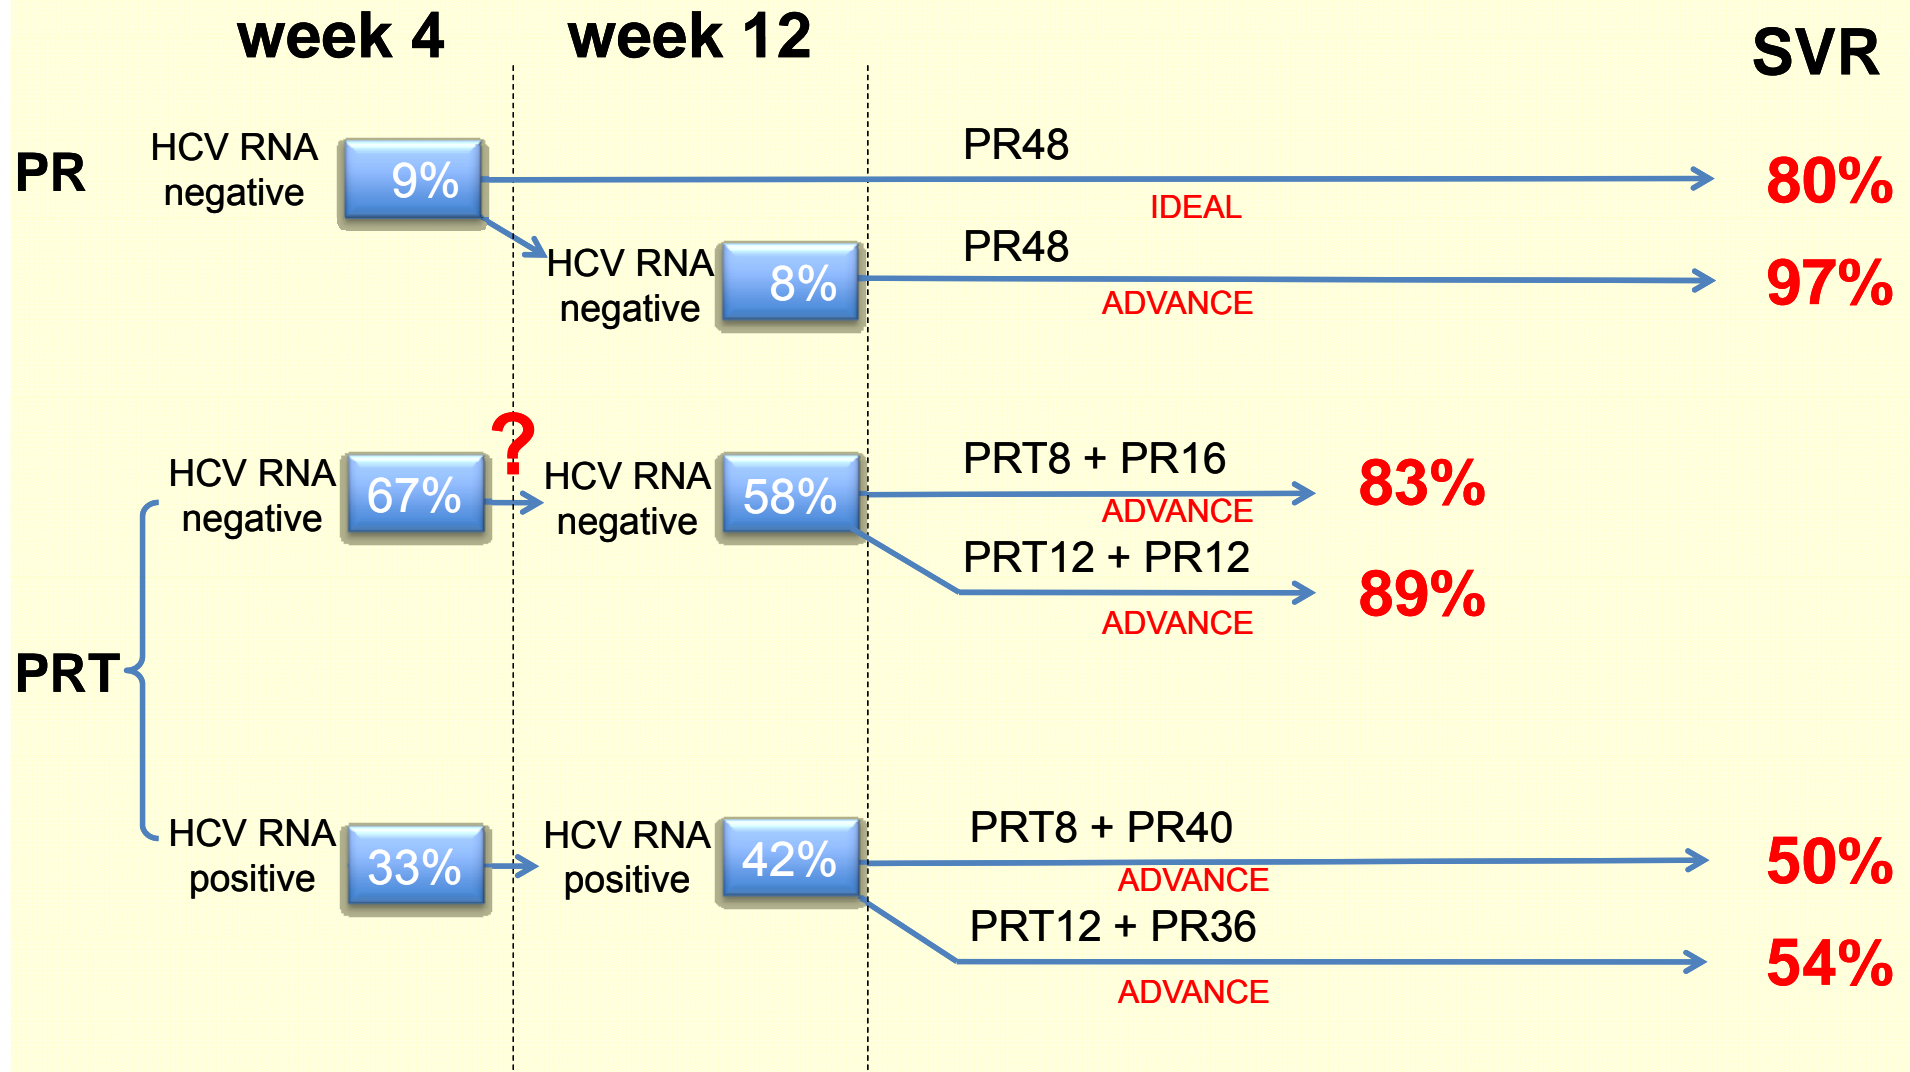 week 4
week 12
SVR
PR
HCV RNA
negative
9%
PR48
IDEAL
80%
HCV RNA
negative
8%
PR48
ADVANCE
97%
?
PRT
HCV RNA
negative
67%
HCV RNA
negative
58%
PRT8 + PR16
ADVANCE
83%
PRT12 + PR12
ADVANCE
89%
HCV RNA
positive
33%
HCV RNA
positive
42%
PRT8 + PR40
ADVANCE
50%
PRT12 + PR36
ADVANCE
54%